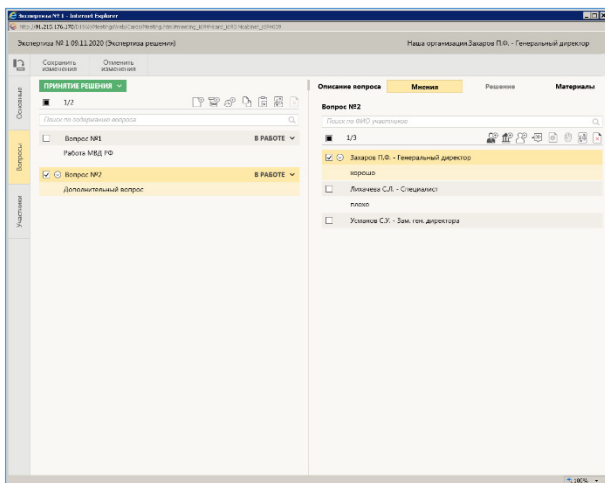 Экспертиза № 1 - Internet Explorer
Экспертиза № 1 09.11.2020 (Экспертиза решения)
Наша организация Захаров П.Ф. - Генеральный директор
Сохранить изменения
Отменить изменения
Основные
Вопросы
Участники
ПРИНЯТИЕ РЕШЕНИЯ
1/2
Поиск по содержанию вопроса
Вопрос №1 В РАБОТЕ
Работа МВД РФ
Вопрос №2 В РАБОТЕ
Дополнительный вопрос
Описание вопроса Мнения Решение Материалы
Вопрос №2
Поиск по ФИО участников
1/3
Захаров П.Ф. - Генеральный директор
хорошо
Лихачева С.Л. - Специалист
плохо
Усманов С.У. - Зам. ген. директора
100%